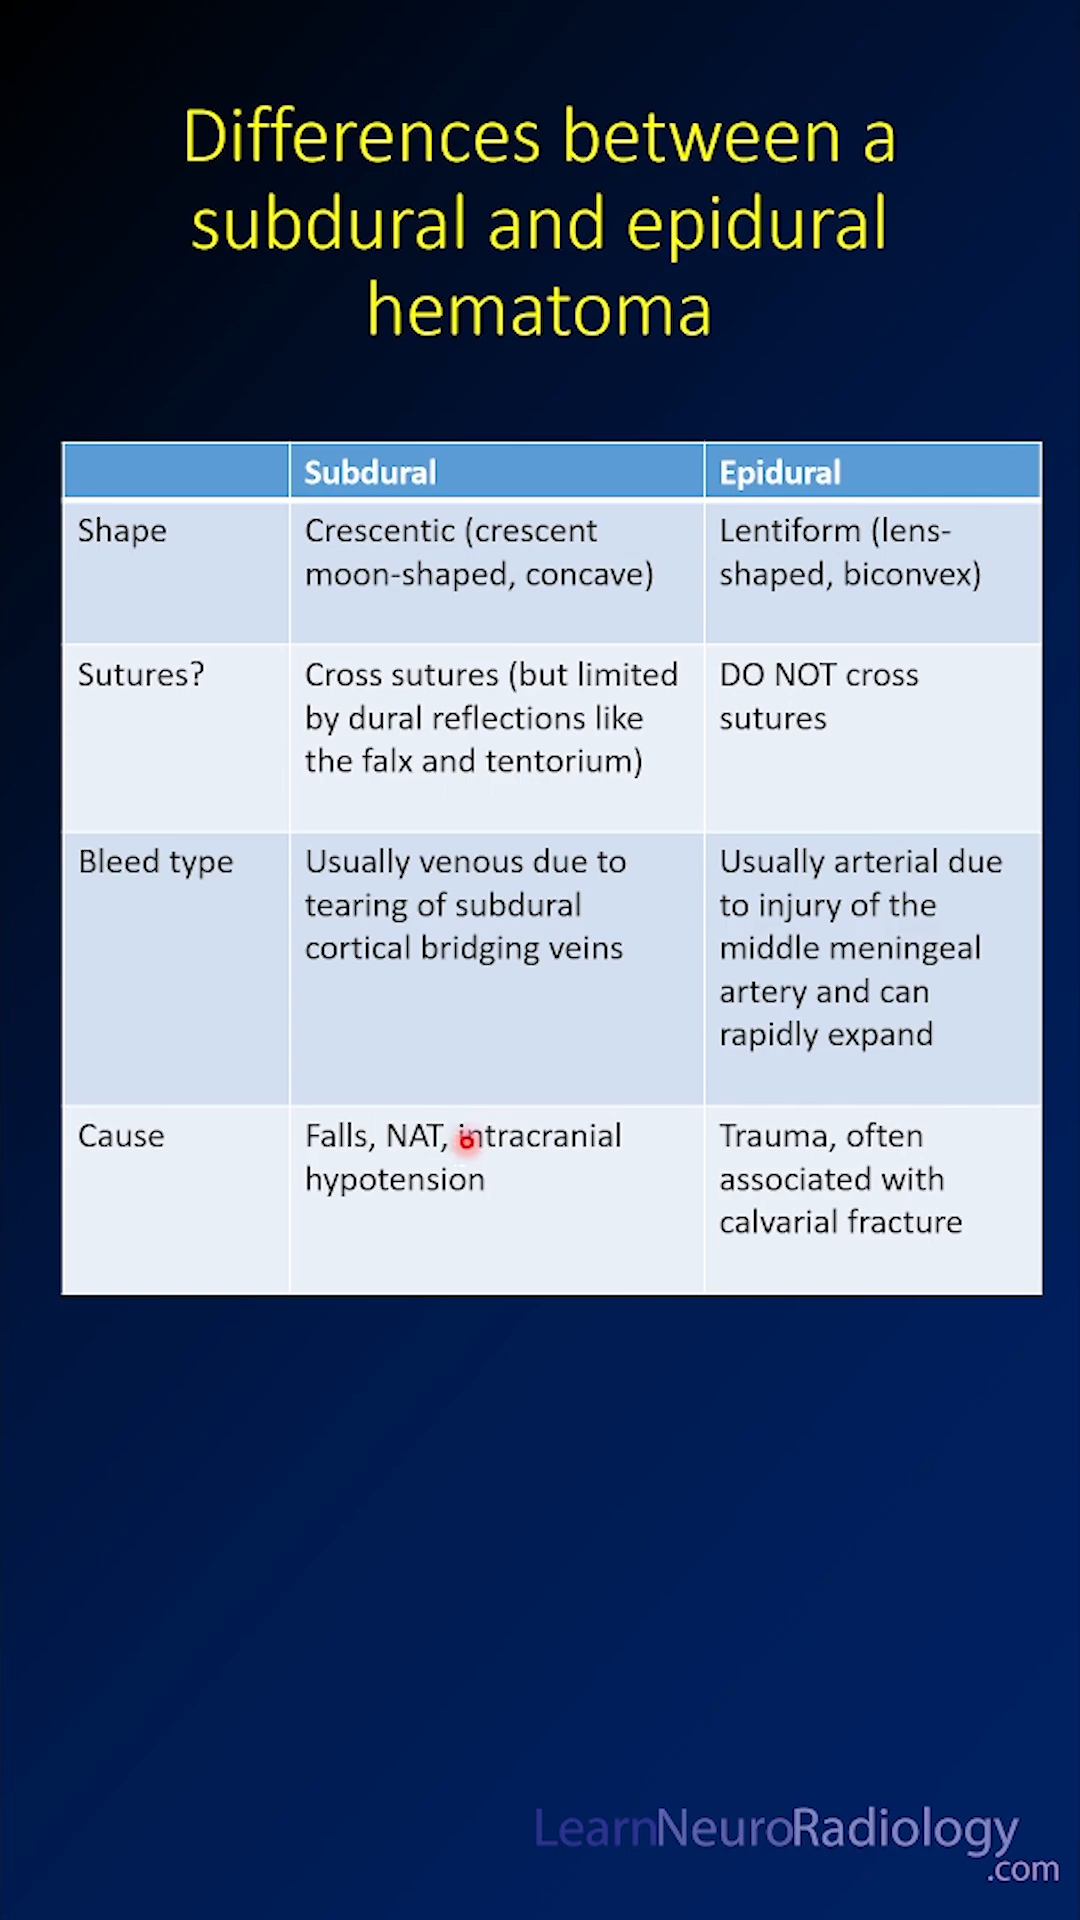 Differences between a
subdural and epidural
hematoma
Subdural
Epidural
Shape
Crescentic (crescent
moon-shaped, concave)
Lentiform (lens-
shaped, biconvex)
Sutures?
Cross sutures (but limited
by dural reflections like
the falx and tentorium)
DO NOT cross
sutures
Bleed type
Usually venous due to
tearing of subdural
cortical bridging veins
Usually arterial due
to injury of the
middle meningeal
artery and can
rapidly expand
Cause
Falls, NAT, intracranial
hypotension
Trauma, often
associated with
calvarial fracture
LearnNeuroRadiology
.com